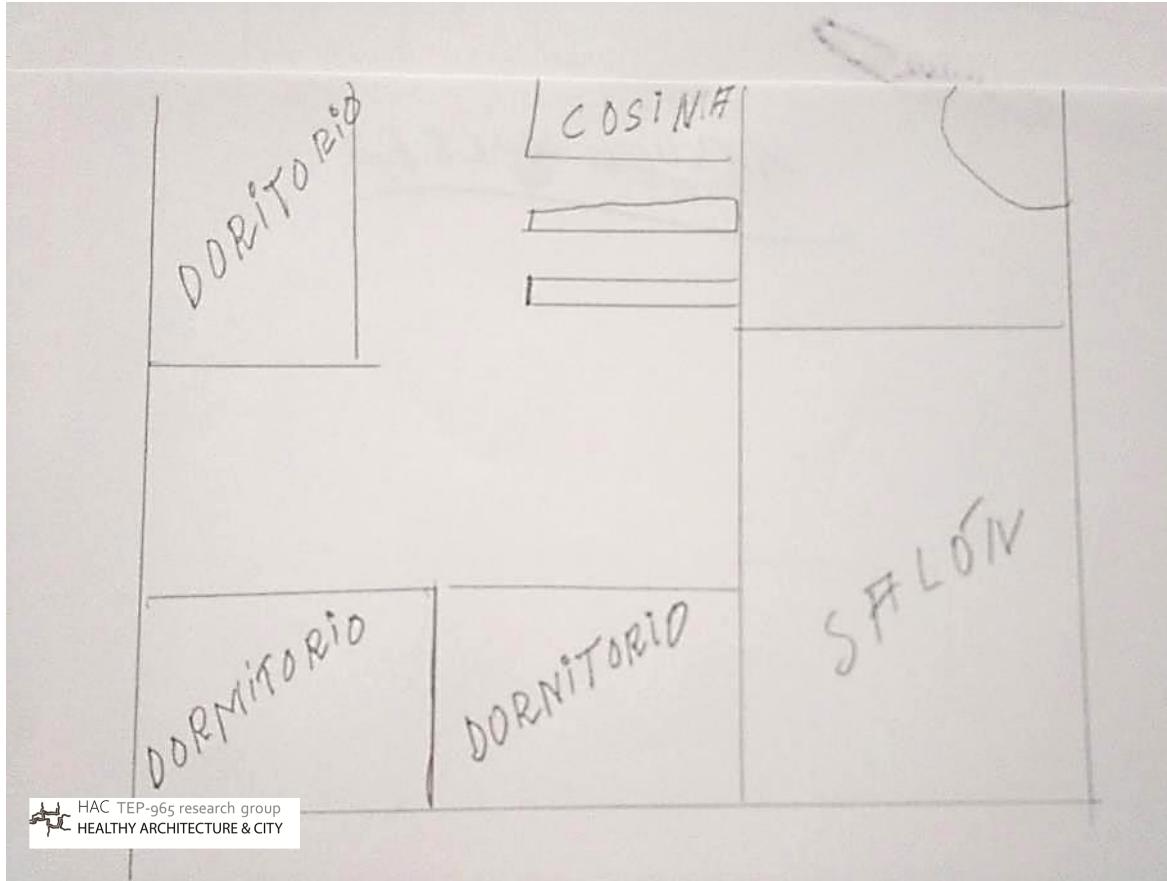 DORITORIO
COSINA
DORMITORIO
DORNITORIO
SALÓN
HAC TEP-965 research group
HEALTHY ARCHITECTURE & CITY